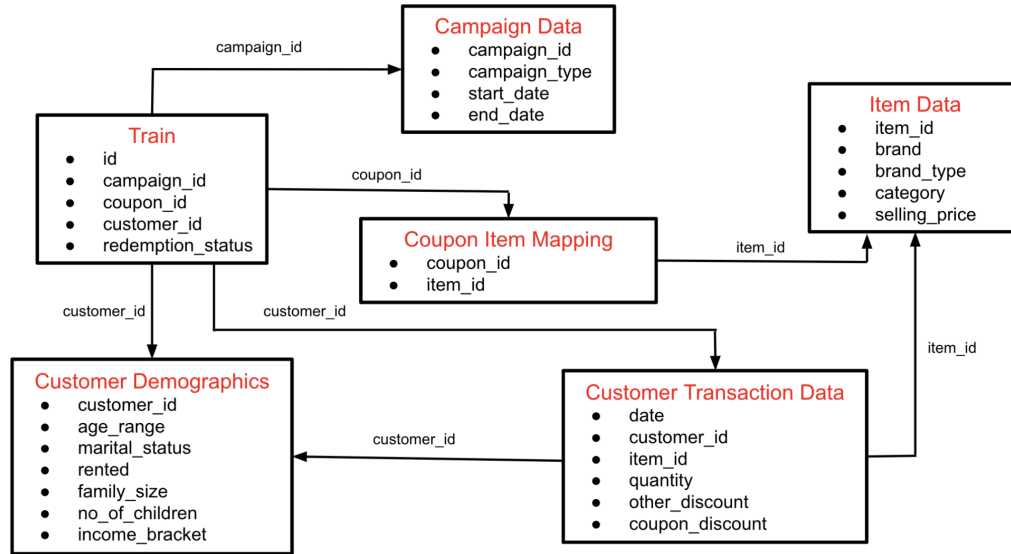 Campaign Data
● campaign_id
● campaign_type
● start_date
● end_date
campaign_id
Train
● id
● campaign_id
● coupon_id
● customer_id
● redemption_status
Item Data
● item_id
● brand
● brand_type
● category
● selling_price
coupon_id
Coupon Item Mapping
● coupon_id
● item_id
item_id
customer_id
customer_id
item_id
Customer Demographics
● customer_id
● age_range
● marital_status
● rented
● family_size
● no_of_children
● income_bracket
customer_id
Customer Transaction Data
● date
● customer_id
● item_id
● quantity
● other_discount
● coupon_discount